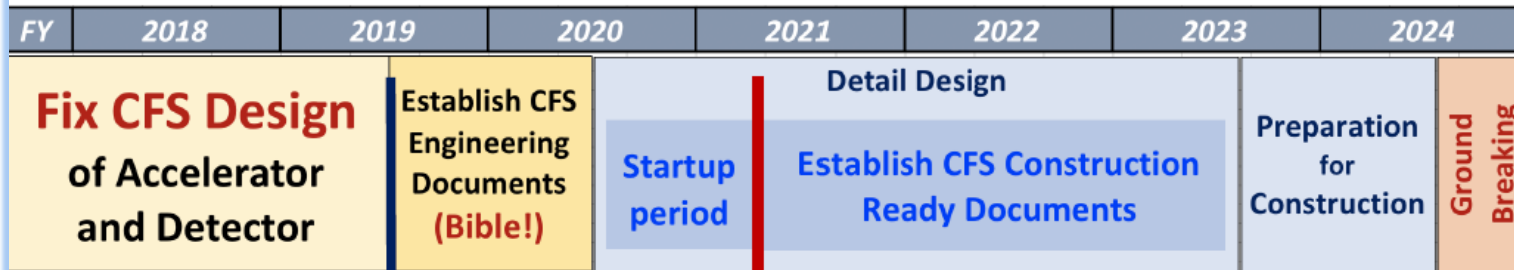 FY 2018 2019 2020 2021 2022 2023 2024
Fix CFS Design
of Accelerator
and Detector
Establish CFS
Engineering
Documents
(Bible!)
Detail Design
Startup
period
Establish CFS Construction
Ready Documents
Preparation
for
Construction
Ground
Breaking